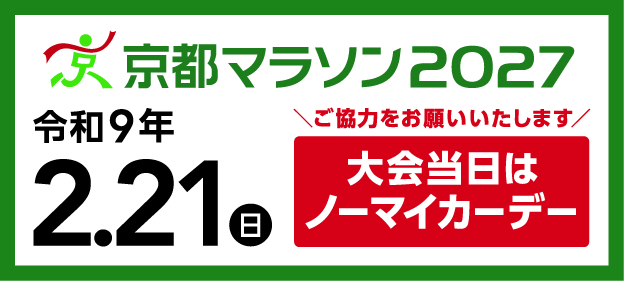 京都マラソン2027
令和9年
2.21日
＼ご協力をお願いいたします／
大会当日は
ノーマイカーデー